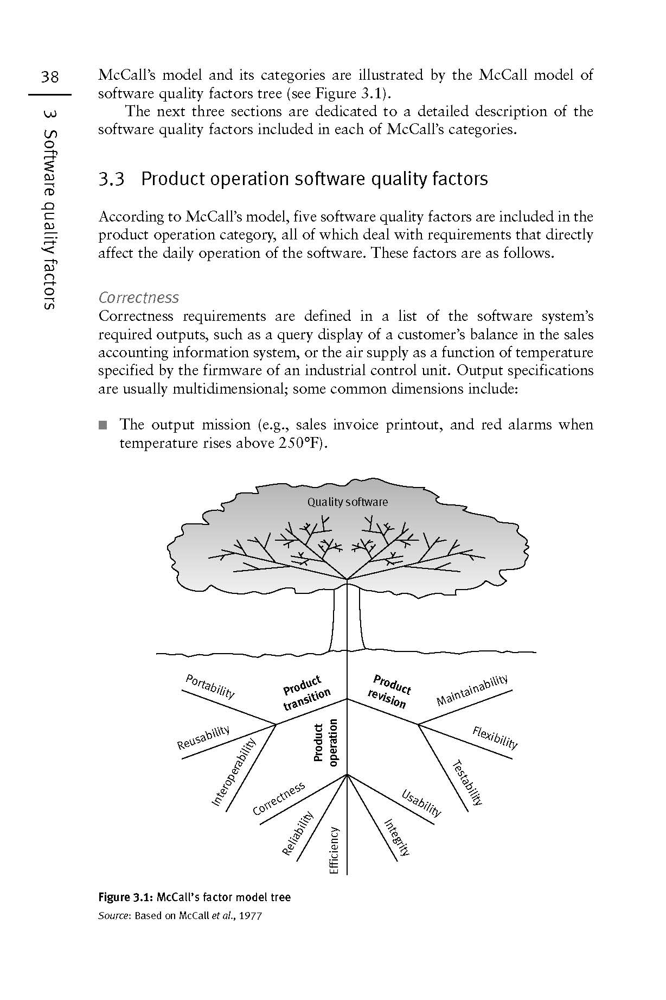 38
3 Software quality factors
McCall’s model and its categories are illustrated by the McCall model of
software quality factors tree (see Figure 3.1).
The next three sections are dedicated to a detailed description of the
software quality factors included in each of McCall’s categories.
3.3 Product operation software quality factors
According to McCall’s model, five software quality factors are included in the
product operation category, all of which deal with requirements that directly
affect the daily operation of the software. These factors are as follows.
Correctness
Correctness requirements are defined in a list of the software system’s
required outputs, such as a query display of a customer’s balance in the sales
accounting information system, or the air supply as a function of temperature
specified by the firmware of an industrial control unit. Output specifications
are usually multidimensional; some common dimensions include:
■ The output mission (e.g., sales invoice printout, and red alarms when
temperature rises above 250°F).
Quality software
Portability
Reusability
Interoperability
Product
transition
Product
operation
Product
revision
Maintainability
Flexibility
Testability
Correctness
Reliability
Efficiency
Integrity
Usability
Figure 3.1: McCall’s factor model tree
Source: Based on McCall et al., 1977